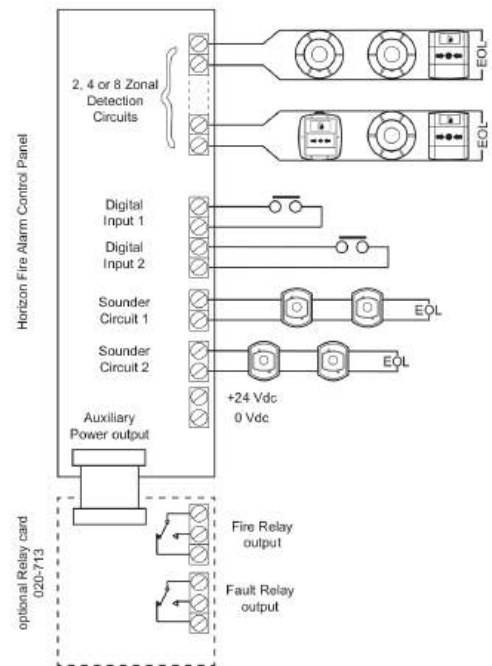 Horizon Fire Alarm Control Panel
2, 4 or 8 Zonal
Detection
Circuits
EOL
EOL
Digital
Input 1
Digital
Input 2
Sounder
Circuit 1
EOL
Sounder
Circuit 2
EOL
+24 Vdc
0 Vdc
Auxiliary
Power output
optional Relay card
020-713
Fire Relay
output
Fault Relay
output